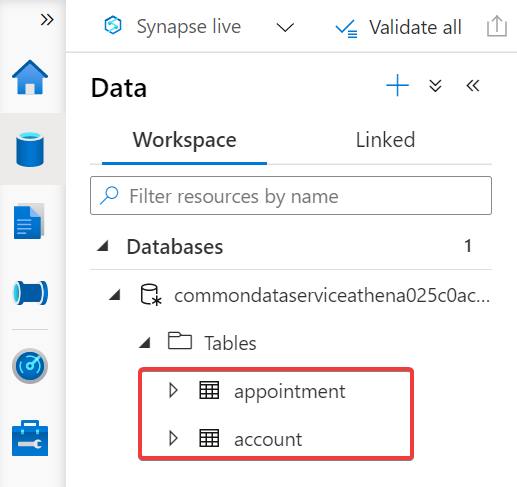 Synapse live
Validate all
Data
Workspace
Linked
Filter resources by name
Databases
1
commondataserviceathena025c0ac...
Tables
appointment
account